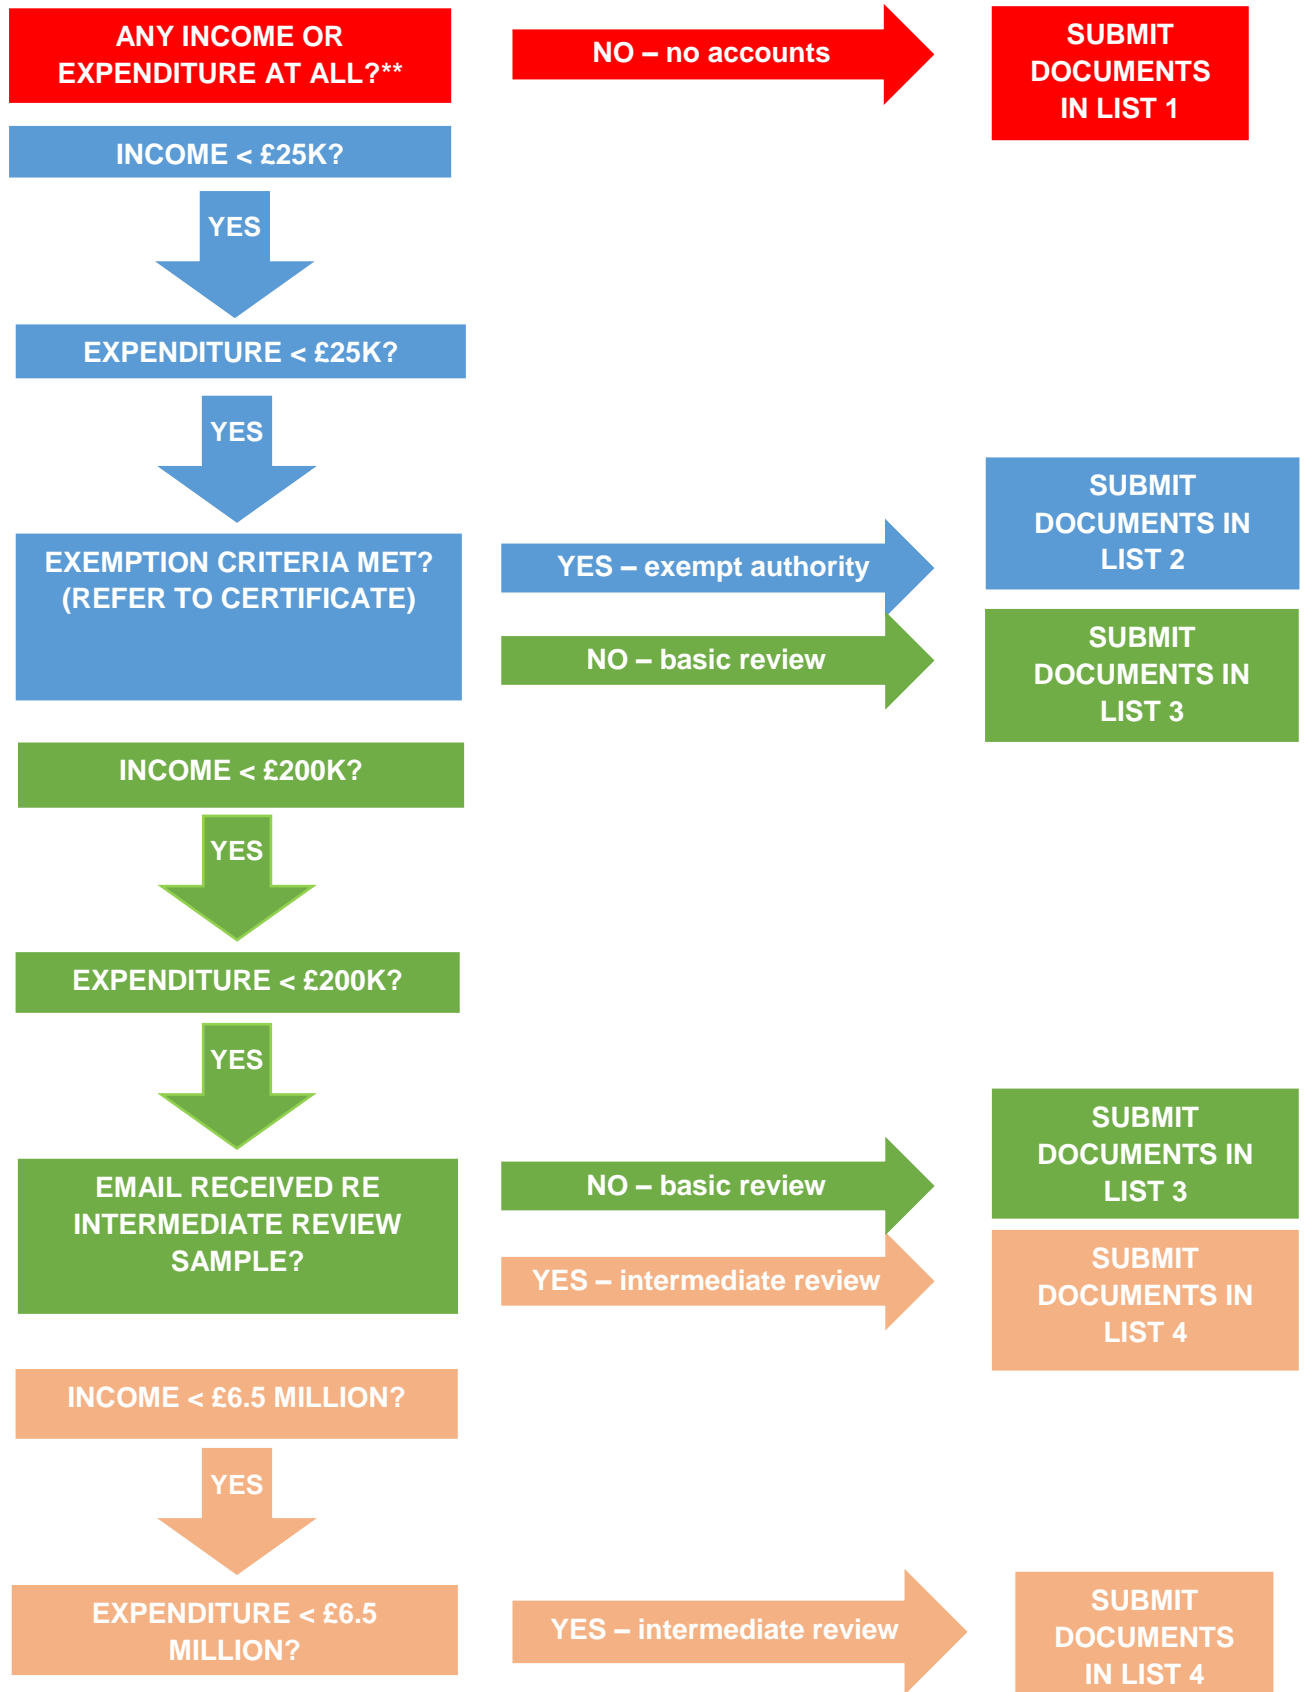 ANY INCOME OR
EXPENDITURE AT ALL?**
NO – no accounts
SUBMIT
DOCUMENTS
IN LIST 1
INCOME < £25K?
YES
EXPENDITURE < £25K?
YES
EXEMPTION CRITERIA MET?
(REFER TO CERTIFICATE)
YES – exempt authority
SUBMIT
DOCUMENTS IN
LIST 2
NO – basic review
SUBMIT
DOCUMENTS IN
LIST 3
INCOME < £200K?
YES
EXPENDITURE < £200K?
YES
EMAIL RECEIVED RE
INTERMEDIATE REVIEW
SAMPLE?
NO – basic review
SUBMIT
DOCUMENTS IN
LIST 3
YES – intermediate review
SUBMIT
DOCUMENTS IN
LIST 4
INCOME < £6.5 MILLION?
YES
EXPENDITURE < £6.5
MILLION?
YES – intermediate review
SUBMIT
DOCUMENTS
IN LIST 4